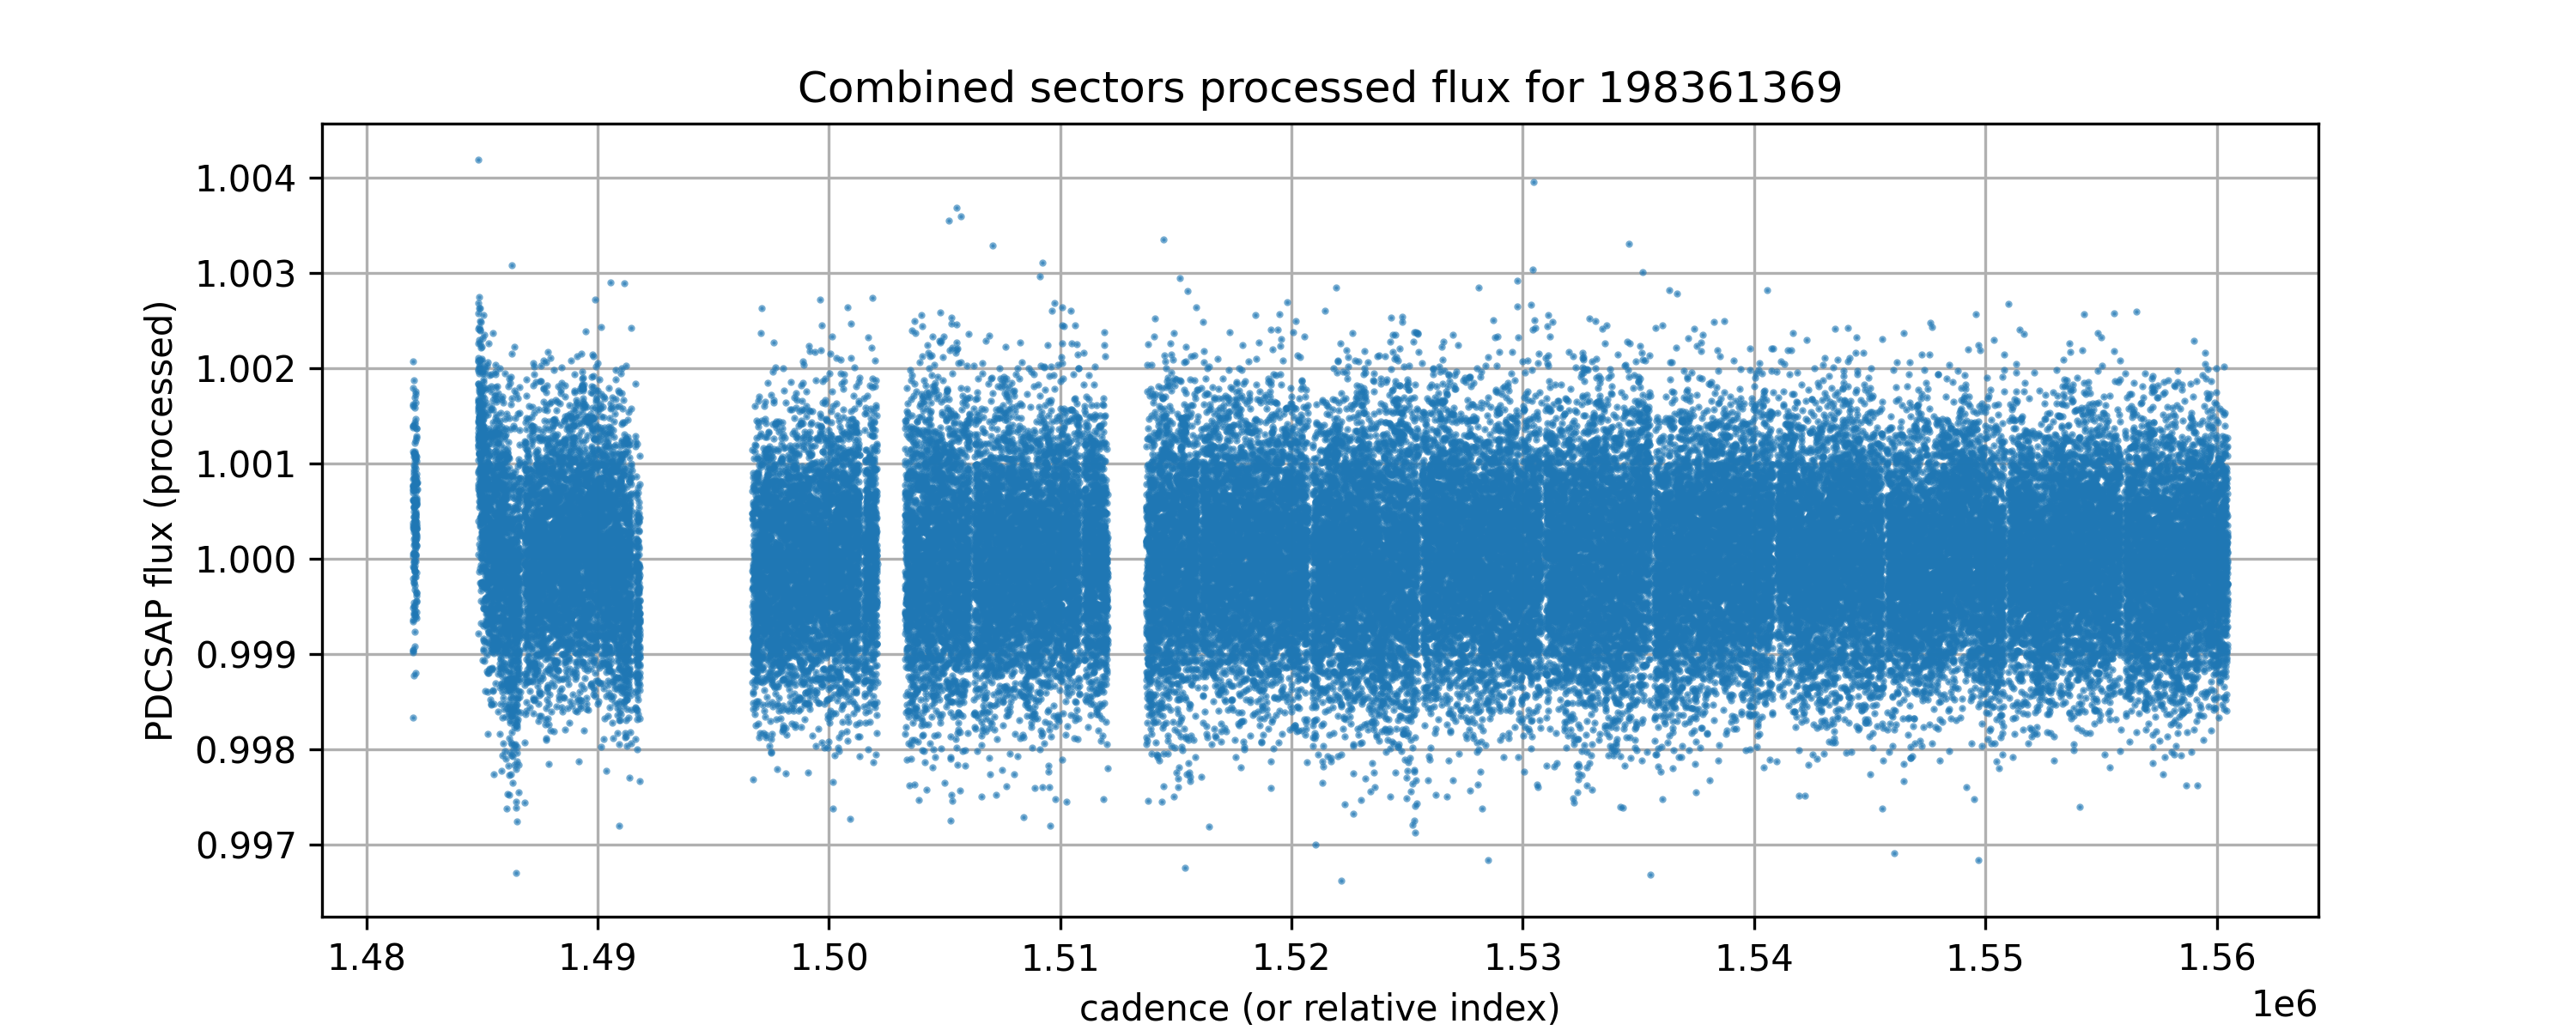 Combined sectors processed flux for 198361369
PDCSAP flux (processed)
1.004
1.003
1.002
1.001
1.000
0.999
0.998
0.997
1.48 1.49 1.50 1.51 1.52 1.53 1.54 1.55 1.56
1e6
cadence (or relative index)